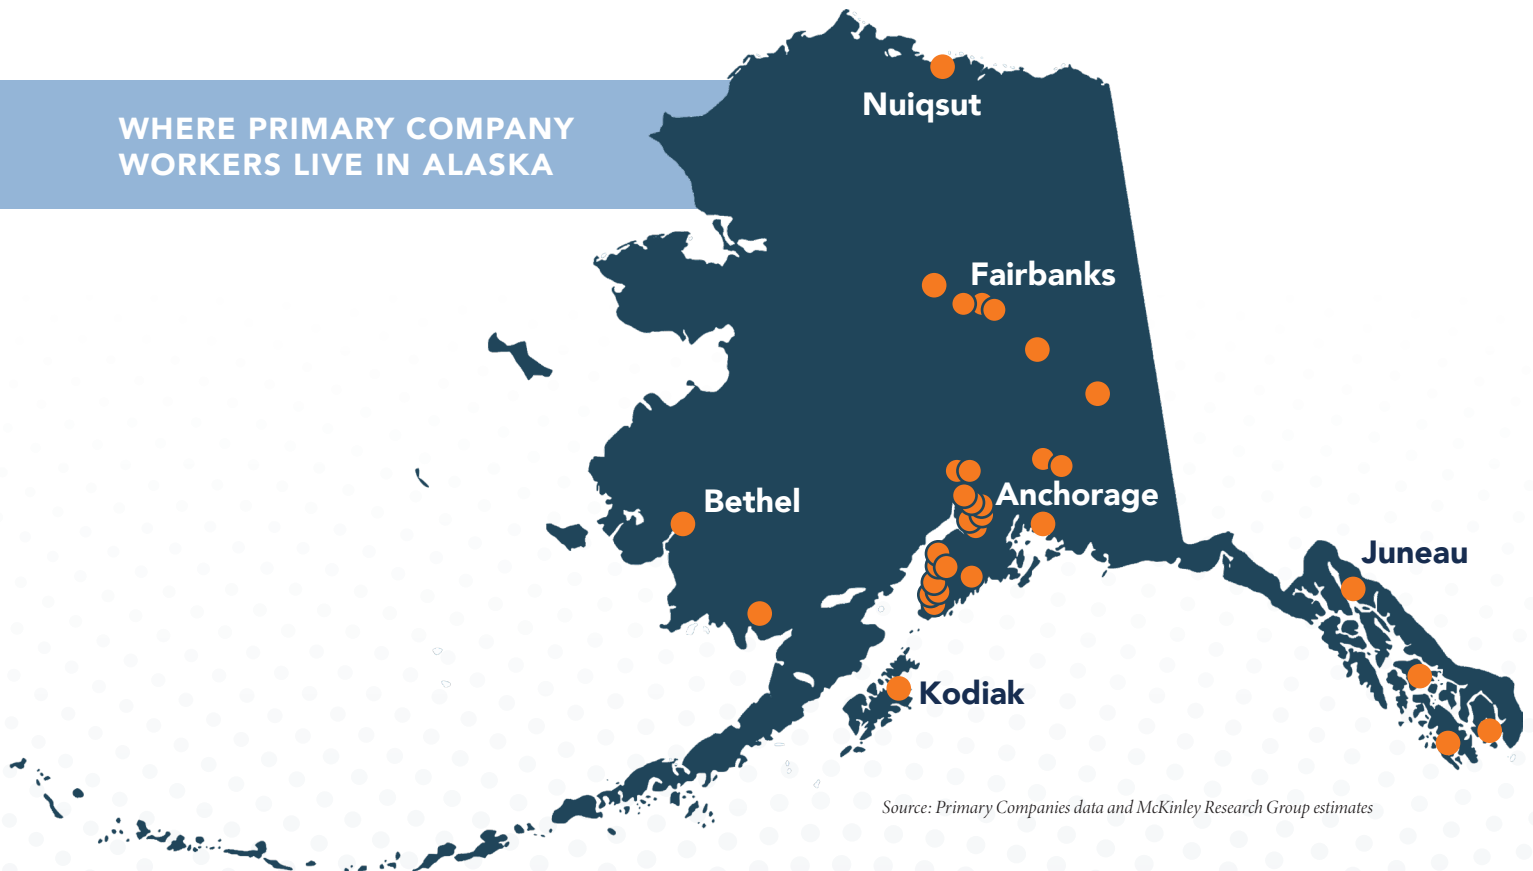 WHERE PRIMARY COMPANY
WORKERS LIVE IN ALASKA
Nuiqsut
Fairbanks
Bethel
Anchorage
Juneau
Kodiak
Source: Primary Companies data and McKinley Research Group estimates